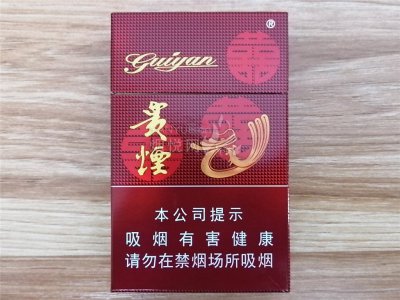 guiyan®
貴煙
本公司提示
吸烟有害健康
请勿在禁烟场所吸烟